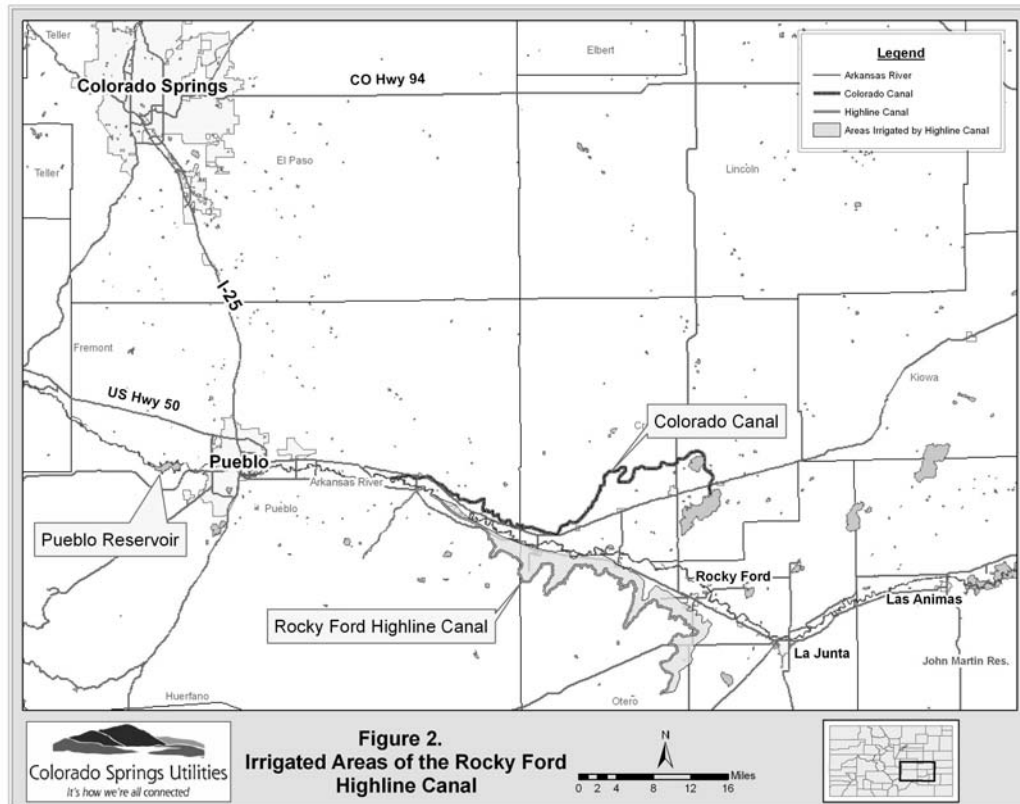 Teller
Elbert
Legend
Arkansas River
Colorado Canal
Highline Canal
Areas Irrigated by Highline Canal
Colorado Springs
CO Hwy 94
El Paso
Lincoln
Teller
I-25
Fremont
Kiowa
US Hwy 50
Colorado Canal
Pueblo
Arkansas River
Pueblo
Pueblo Reservoir
Rocky Ford
Las Animas
Rocky Ford Highline Canal
La Junta
John Martin Res.
Huerfano
Otero
Colorado Springs Utilities
it's how we're all connected
Figure 2.
Irrigated Areas of the Rocky Ford
Highline Canal
N
Miles
0 2 4 8 12 16